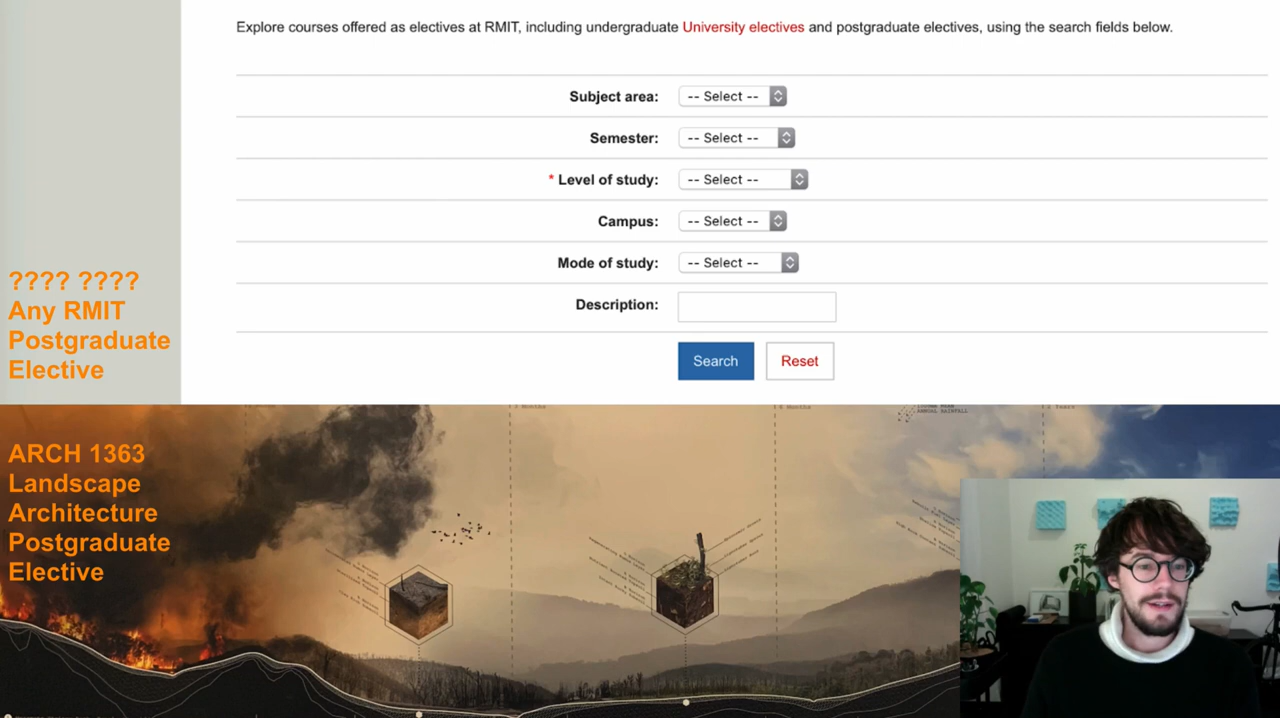 Explore courses offered as electives at RMIT, including undergraduate University electives and postgraduate electives, using the search fields below.
Subject area: -- Select --
Semester: -- Select --
* Level of study: -- Select --
Campus: -- Select --
Mode of study: -- Select --
Description:
Search Reset
???? ????
Any RMIT
Postgraduate
Elective
ARCH 1363
Landscape
Architecture
Postgraduate
Elective